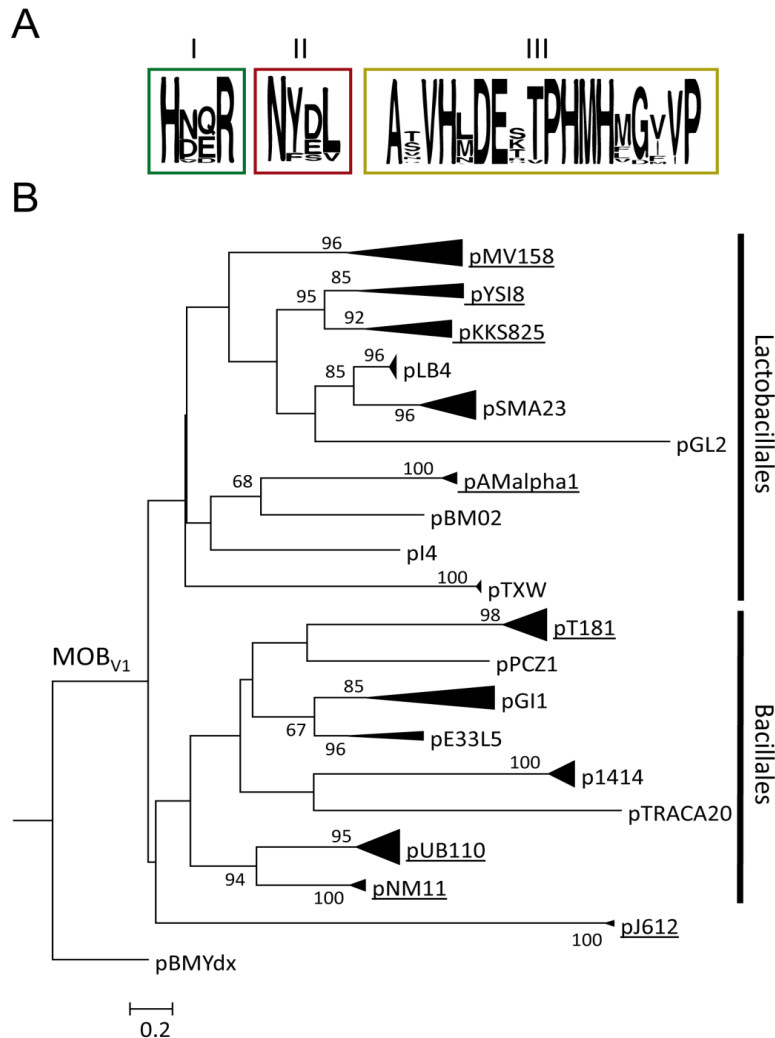 A
I II III
HNQR NYDL A VHLDE TPHMHMGVVP
B
96
pMV158
85
pYSI8
95
92
pKKS825
96
pLB4
85
96
pSMA23
pGL2
100
pAMalpha1
68
pBM02
pI4
100
pTXW
Lactobacillales
98
pT181
MOBV1
pPCZ1
85
pGI1
67
96
pE33L5
100
p1414
pTRACA20
95
pUB110
94
100
pNM11
Bacillales
100
pJ612
pBMYdx
0.2